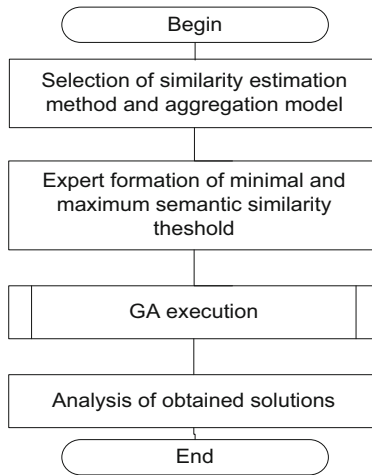 Begin
Selection of similarity estimation
method and aggregation model
Expert formation of minimal and
maximum semantic similarity
theshold
GA execution
Analysis of obtained solutions
End